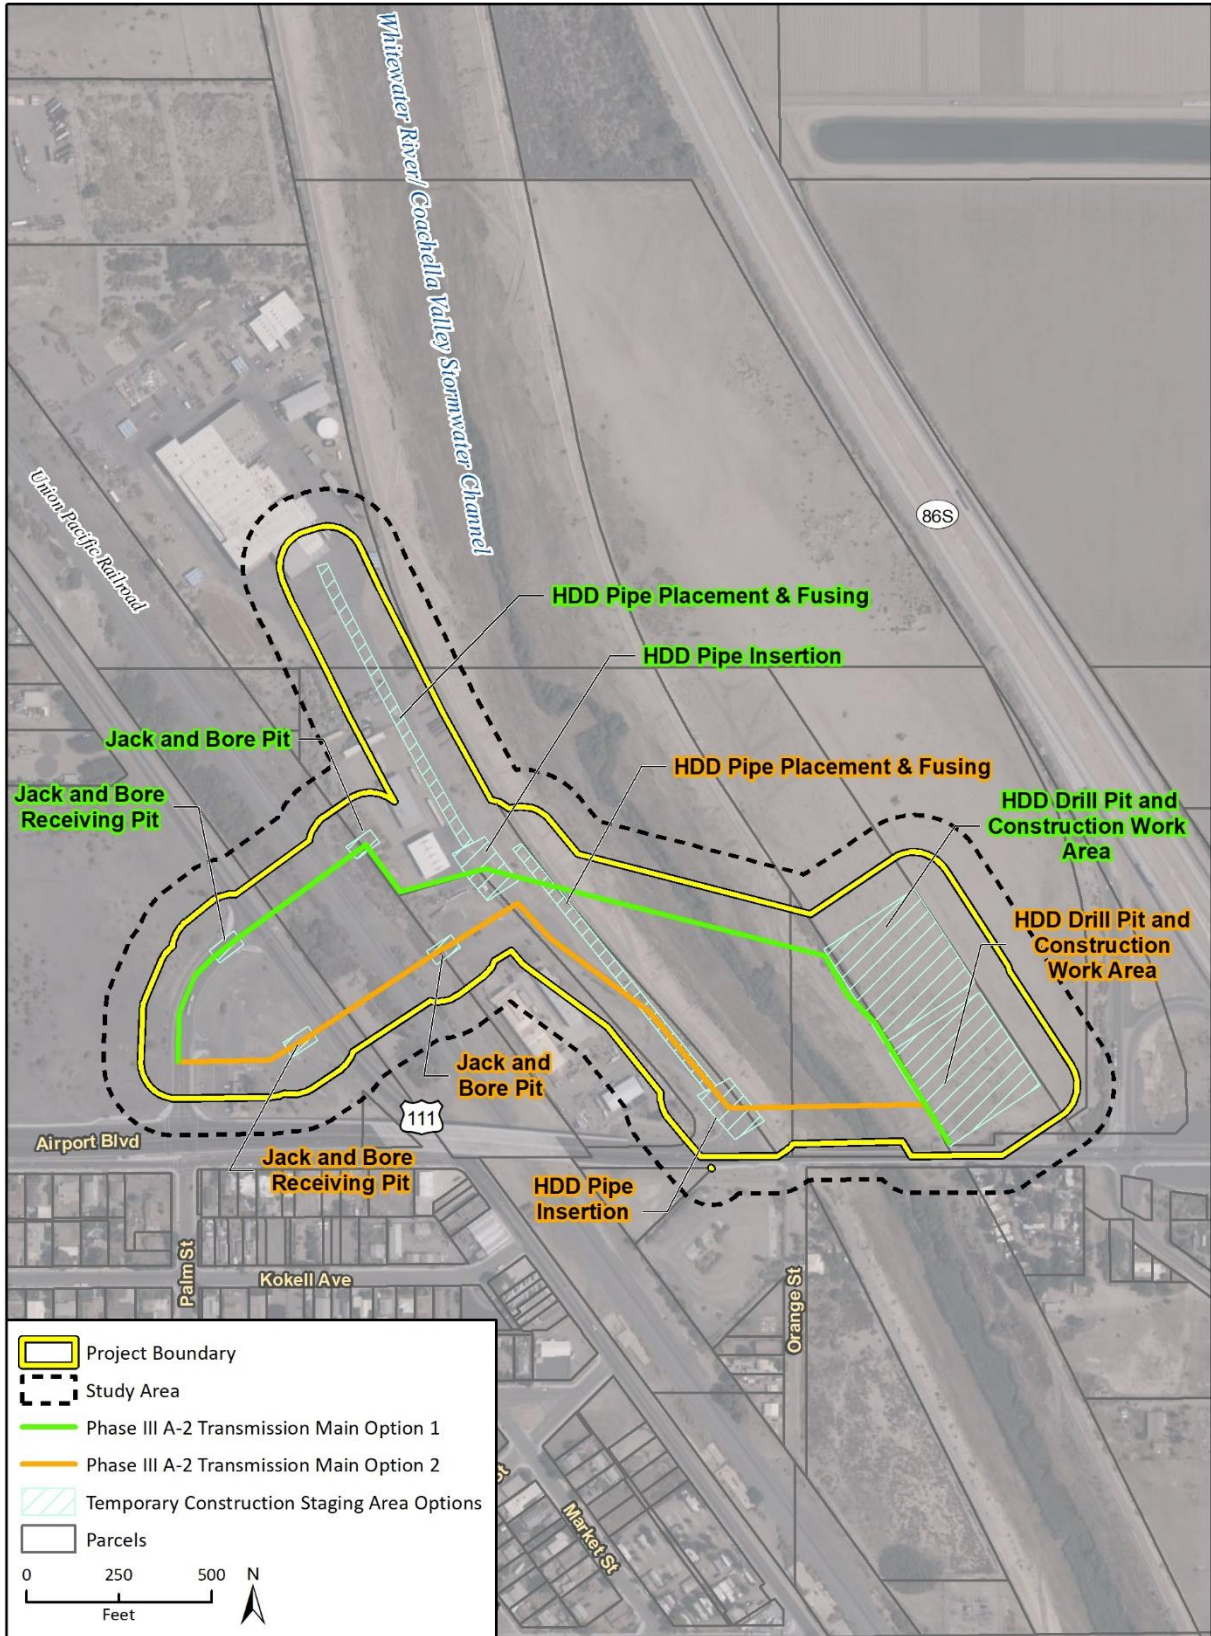 Whitewater River/ Coachella Valley Stormwater Channel
Union Pacific Railroad
86S
HDD Pipe Placement & Fusing
HDD Pipe Insertion
Jack and Bore Pit
HDD Pipe Placement & Fusing
Jack and Bore
Receiving Pit
HDD Drill Pit and
Construction Work
Area
HDD Drill Pit and
Construction
Work Area
Jack and
Bore Pit
111
Airport Blvd
Jack and Bore
Receiving Pit
HDD Pipe
Insertion
Palm St
Kokell Ave
Orange St
Market St
St
Project Boundary
Study Area
Phase III A-2 Transmission Main Option 1
Phase III A-2 Transmission Main Option 2
Temporary Construction Staging Area Options
Parcels
0 250 500
Feet
N